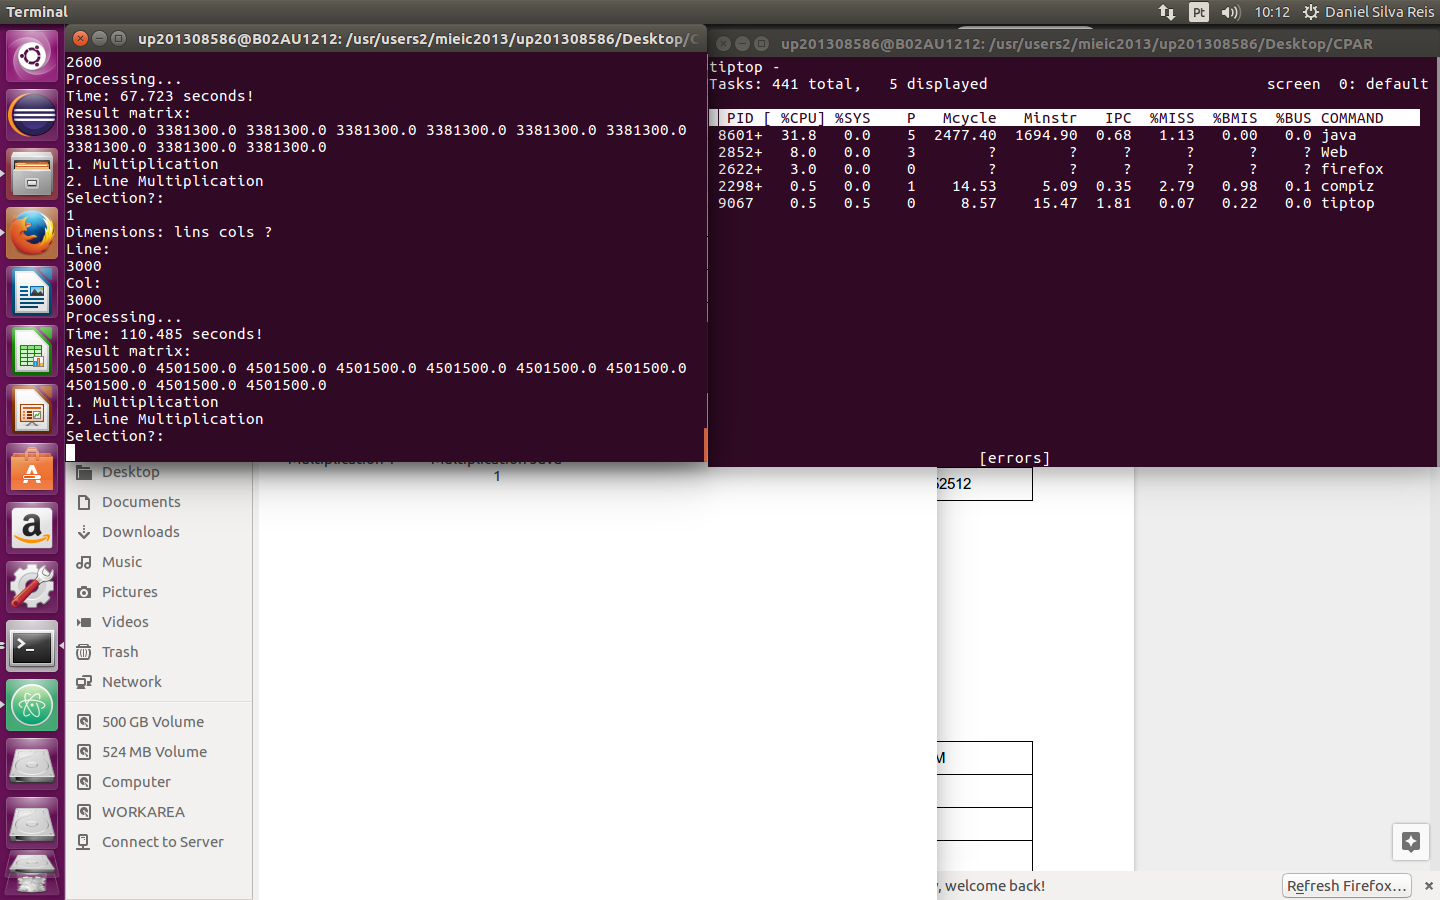 Terminal
Pt
10:12
Daniel Silva Reis
up201308586@B02AU1212: /usr/users2/mieic2013/up201308586/Desktop/C
2600
Processing...
Time: 67.723 seconds!
Result matrix:
3381300.0 3381300.0 3381300.0 3381300.0 3381300.0 3381300.0 3381300.0
3381300.0 3381300.0 3381300.0
1. Multiplication
2. Line Multiplication
Selection?:
1
Dimensions: lins cols ?
Line:
3000
Col:
3000
Processing...
Time: 110.485 seconds!
Result matrix:
4501500.0 4501500.0 4501500.0 4501500.0 4501500.0 4501500.0 4501500.0
4501500.0 4501500.0 4501500.0
1. Multiplication
2. Line Multiplication
Selection?:
up201308586@B02AU1212: /usr/users2/mieic2013/up201308586/Desktop/CPAR
tiptop -
Tasks: 441 total,   5 displayed   screen  0: default
PID [ %CPU] %SYS P Mcycle Minstr IPC %MISS %BMIS %BUS COMMAND
8601+ 31.8 0.0 5 2477.40 1694.90 0.68 1.13 0.00 0.0 java
2852+ 8.0 0.0 3 ? ? ? ? ? ? Web
2622+ 3.0 0.0 0 ? ? ? ? ? ? firefox
2298+ 0.5 0.0 1 14.53 5.09 0.35 2.79 0.98 0.1 compiz
9067 0.5 0.5 0 8.57 15.47 1.81 0.07 0.22 0.0 tiptop
[errors]
Desktop
Documents
Downloads
Music
Pictures
Videos
Trash
Network
500 GB Volume
524 MB Volume
Computer
WORKAREA
Connect to Server
1
52512
M
, welcome back!
Refresh Firefox...